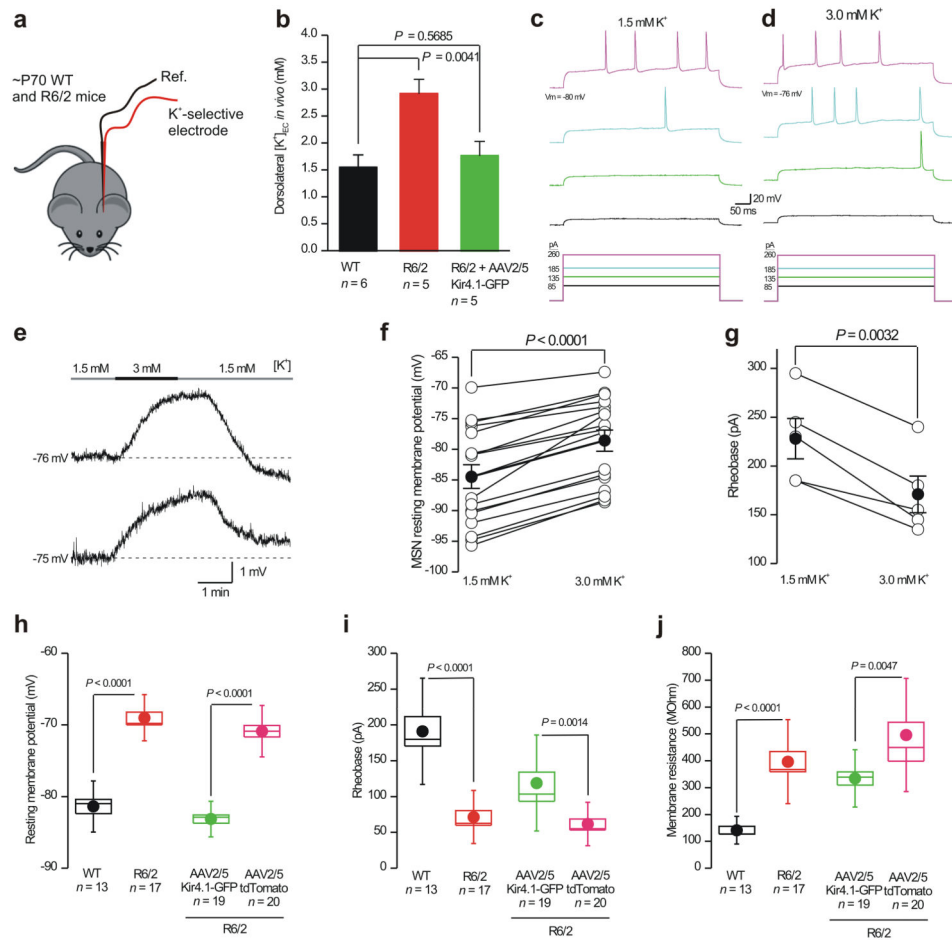 a
~P70 WT
and R6/2 mice
Ref.
K⁺-selective
electrode
b
Dorsolateral [K⁺]EC in vivo (mM)
P = 0.5685
P = 0.0041
4.0
3.5
3.0
2.5
2.0
1.5
1.0
0.5
0.0
WT
n = 6
R6/2
n = 5
R6/2 + AAV2/5
Kir4.1-GFP
n = 5
c
1.5 mM K⁺
Vm = -80 mV
20 mV
50 ms
pA
260
185
135
85
d
3.0 mM K⁺
Vm = -76 mV
pA
260
185
135
85
e
1.5 mM 3 mM 1.5 mM [K⁺]
-76 mV
-75 mV
1 mV
1 min
f
P < 0.0001
MSN resting membrane potential (mV)
-65
-70
-75
-80
-85
-90
-95
-100
1.5 mM K⁺ 3.0 mM K⁺
g
P = 0.0032
Rheobase (pA)
300
250
200
150
100
1.5 mM K⁺ 3.0 mM K⁺
h
Resting membrane potential (mV)
-60
-70
-80
-90
P < 0.0001
P < 0.0001
WT
n = 13
R6/2
n = 17
AAV2/5
Kir4.1-GFP
n = 19
AAV2/5
tdTomato
n = 20
R6/2
i
Rheobase (pA)
300
250
200
150
100
50
0
P < 0.0001
P = 0.0014
WT
n = 13
R6/2
n = 17
AAV2/5
Kir4.1-GFP
n = 19
AAV2/5
tdTomato
n = 20
R6/2
j
Membrane resistance (MOhm)
800
700
600
500
400
300
200
100
0
P < 0.0001
P = 0.0047
WT
n = 13
R6/2
n = 17
AAV2/5
Kir4.1-GFP
n = 19
AAV2/5
tdTomato
n = 20
R6/2